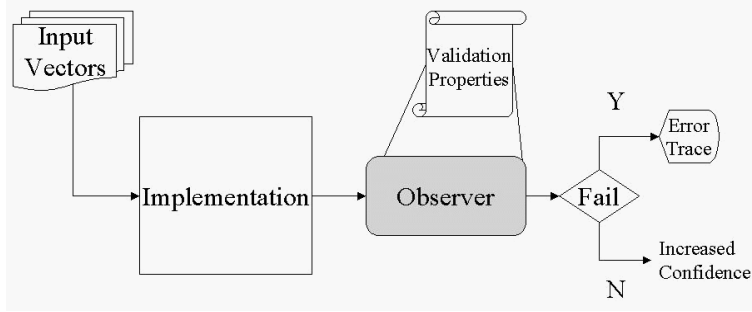 Input
Vectors
Validation
Properties
Implementation
Observer
Fail
Y
Error
Trace
N
Increased
Confidence